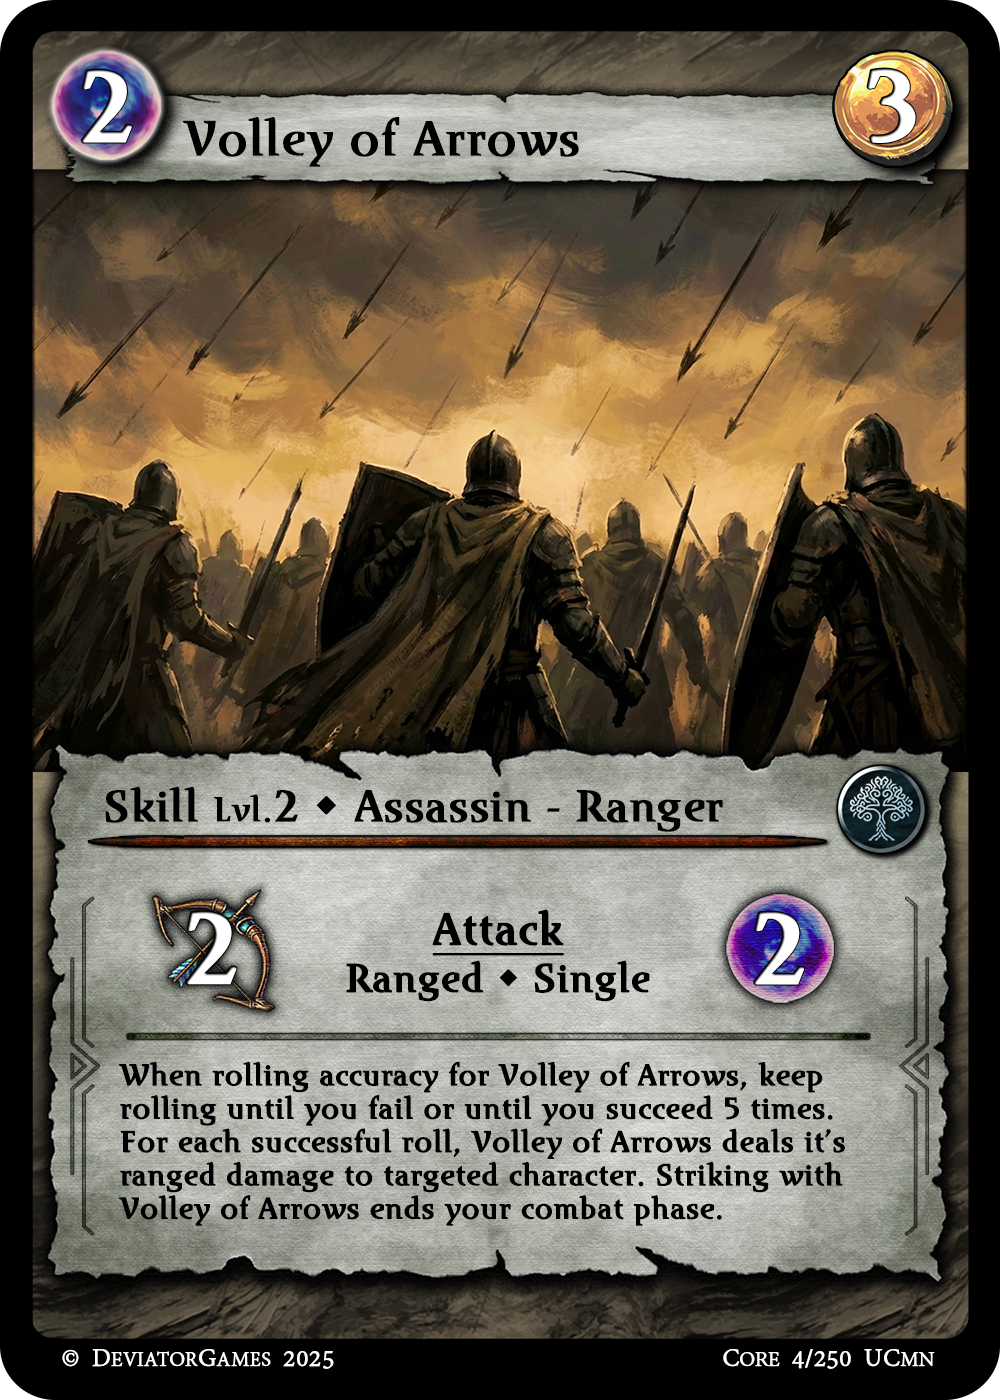 2
Volley of Arrows
3
Skill Lvl.2 ◆ Assassin - Ranger
2
Attack
Ranged ◆ Single
2
When rolling accuracy for Volley of Arrows, keep
rolling until you fail or until you succeed 5 times.
For each successful roll, Volley of Arrows deals it's
ranged damage to targeted character. Striking with
Volley of Arrows ends your combat phase.
© DeviatorGames 2025
Core 4/250 UCmn